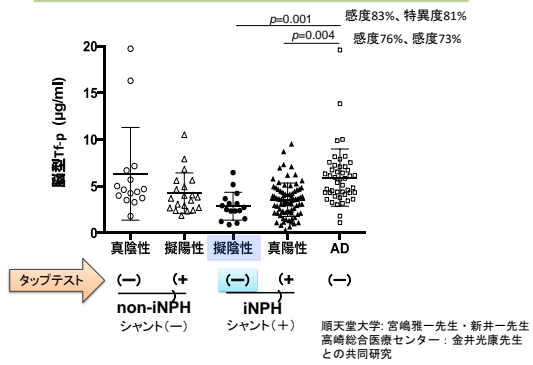 p=0.001 感度83%、特異度81%
p=0.004 感度76%、感度73%
脳型Tf-p (μg/ml)
20
15
10
5
0
真陰性 擬陽性 擬陰性 真陽性 AD
タップテスト (−) (+ (−) (+ (−)
non-iNPH iNPH
シャント(−) シャント(+)
順天堂大学: 宮嶋雅一先生・新井一先生
高崎総合医療センター：金井光康先生
との共同研究